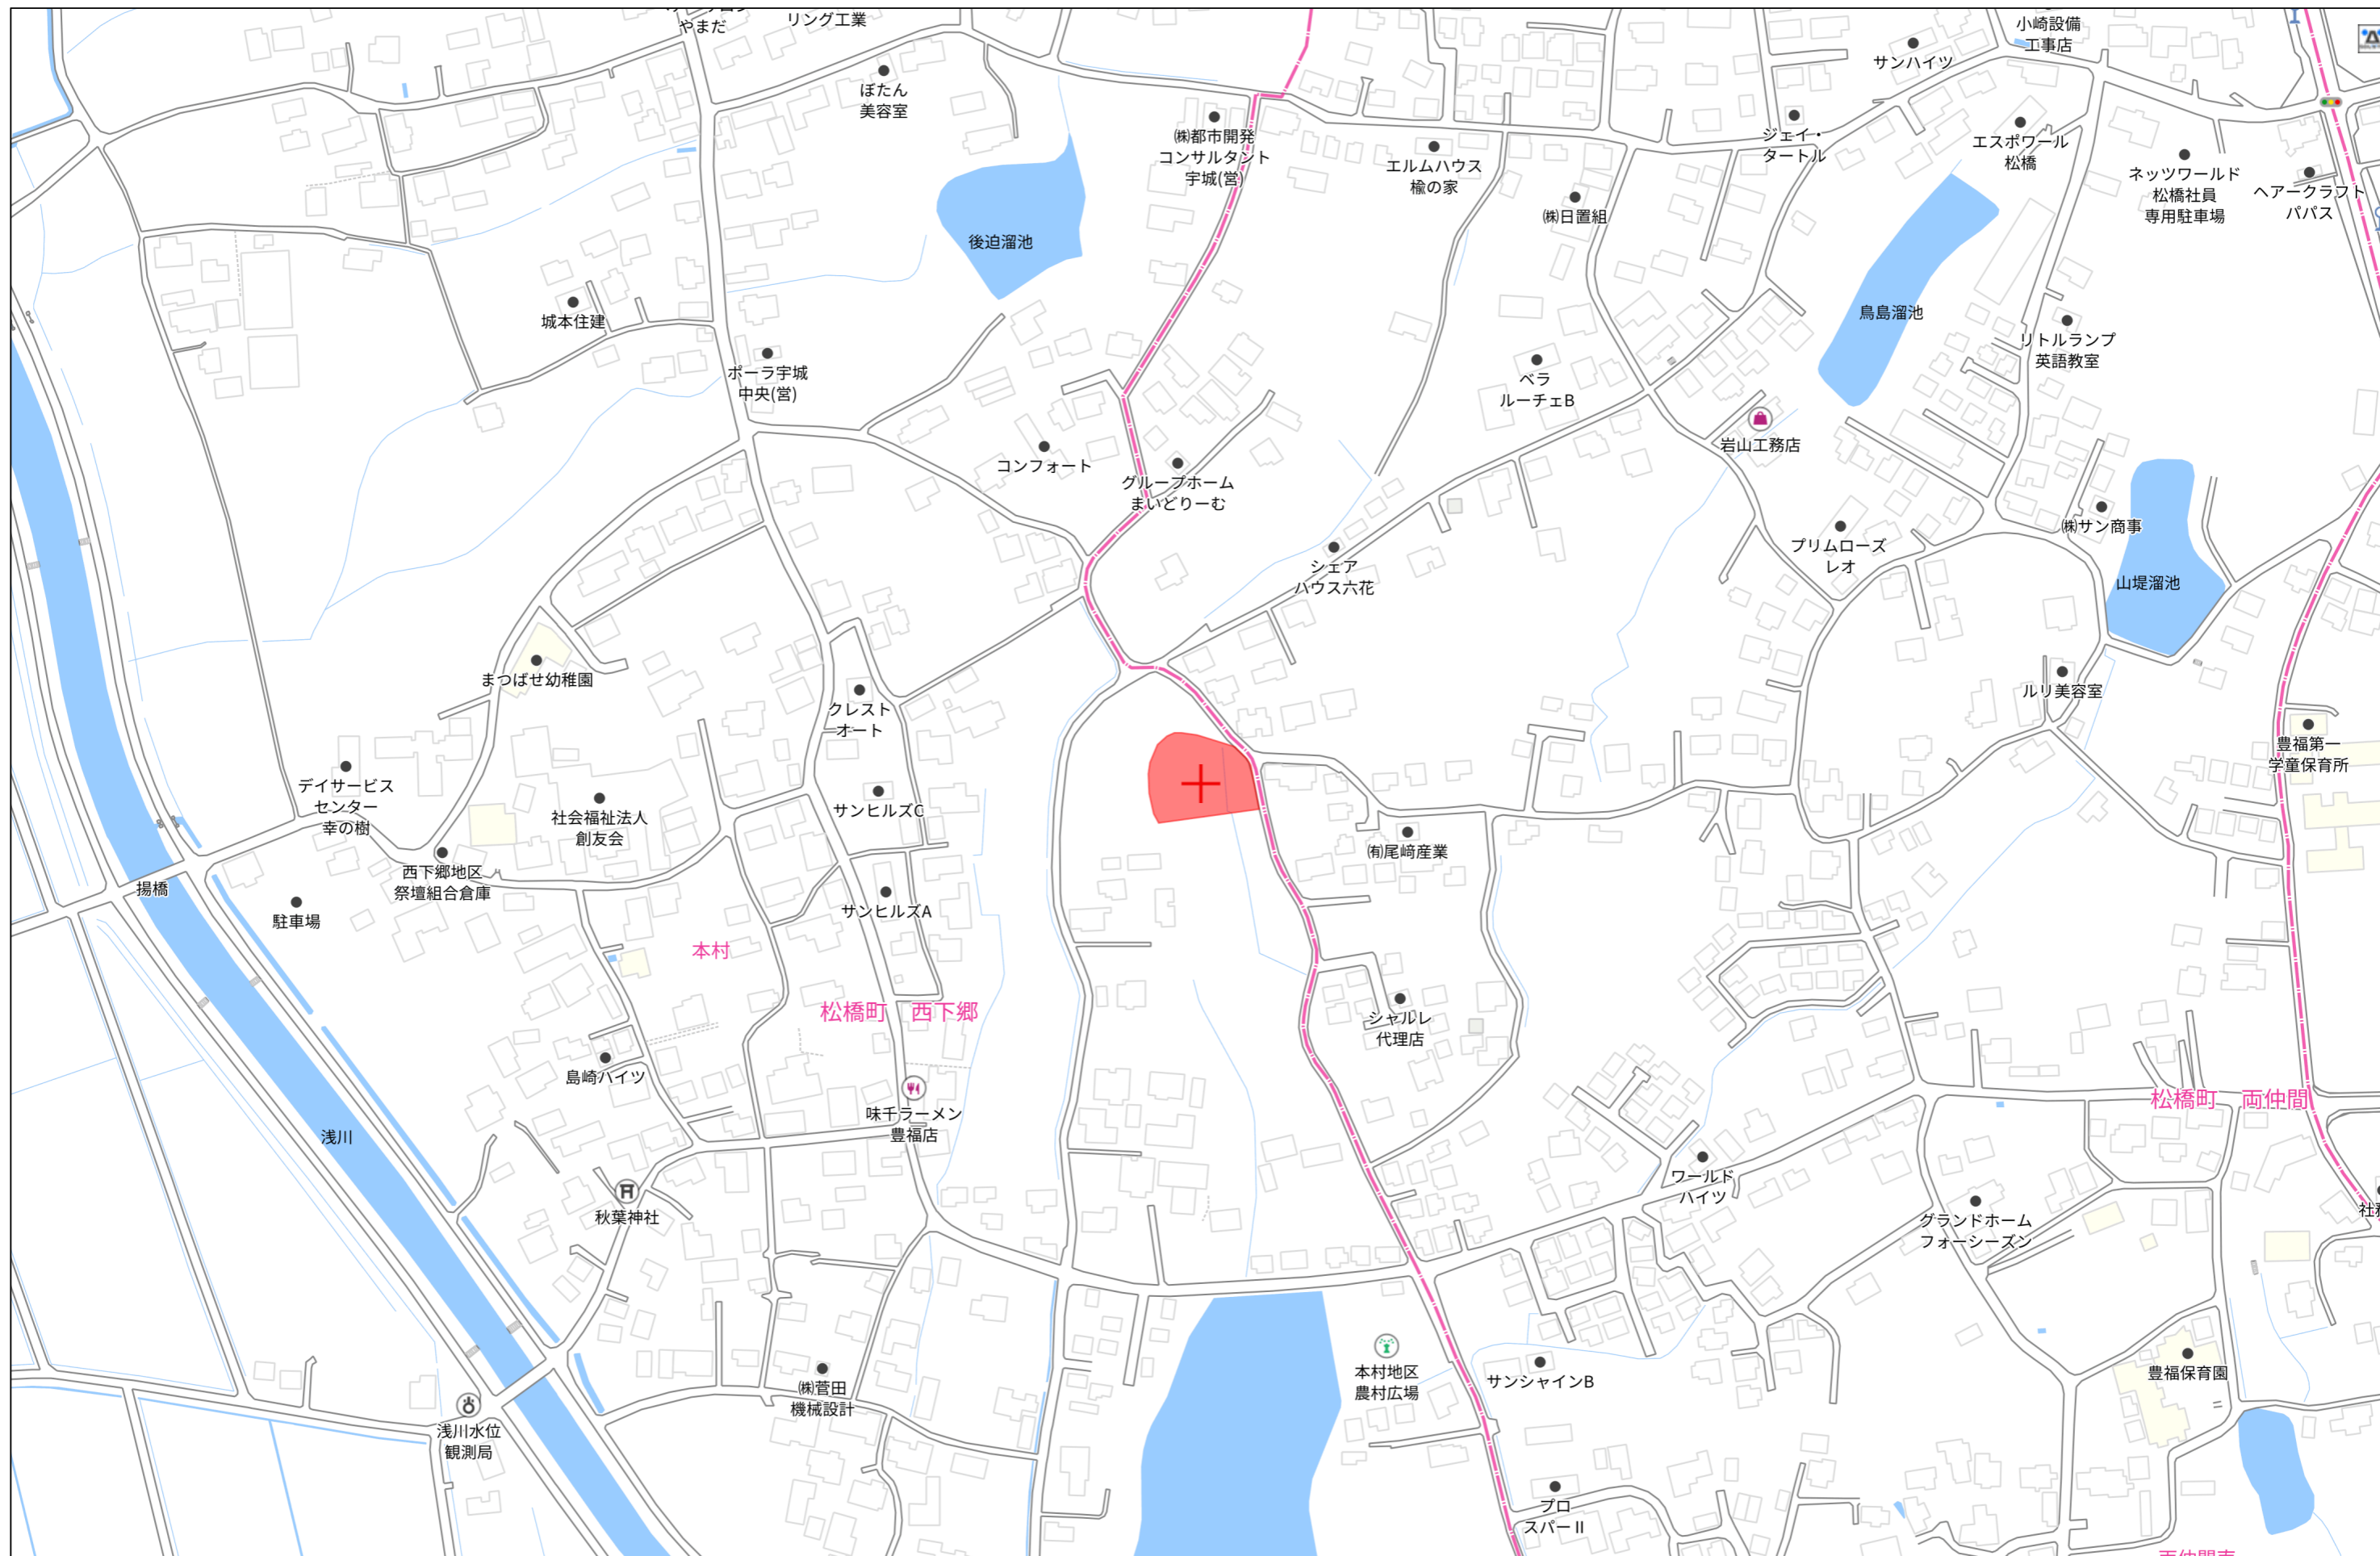 やまだ
リング工業
小崎設備
工事店
サンハイツ
ぼたん
美容室
㈱都市開発
コンサルタント
宇城(営)
エルムハウス
楡の家
ジェイ・
タートル
エスポワール
松橋
ネッツワールド
松橋社員
専用駐車場
ヘアークラフト
パパス
㈱日置組
後迫溜池
城本住建
鳥島溜池
リトルランプ
英語教室
ポーラ宇城
中央(営)
ベラ
ルーチェB
岩山工務店
コンフォート
グループホーム
まいどりーむ
㈱サン商事
プリムローズ
レオ
シェア
ハウス六花
山堤溜池
まつばせ幼稚園
ルリ美容室
クレスト
オート
豊福第一
学童保育所
デイサービス
センター
幸の樹
社会福祉法人
創友会
サンヒルズC
㈲尾﨑産業
西下郷地区
祭壇組合倉庫
揚橋
駐車場
サンヒルズA
本村
松橋町 西下郷
シャルレ
代理店
島崎ハイツ
味千ラーメン
豊福店
松橋町 両仲間
浅川
ワールド
ハイツ
秋葉神社
グランドホーム
フォーシーズン
本村地区
農村広場
サンシャインB
豊福保育園
㈱菅田
機械設計
浅川水位
観測局
プロ
スパーⅡ